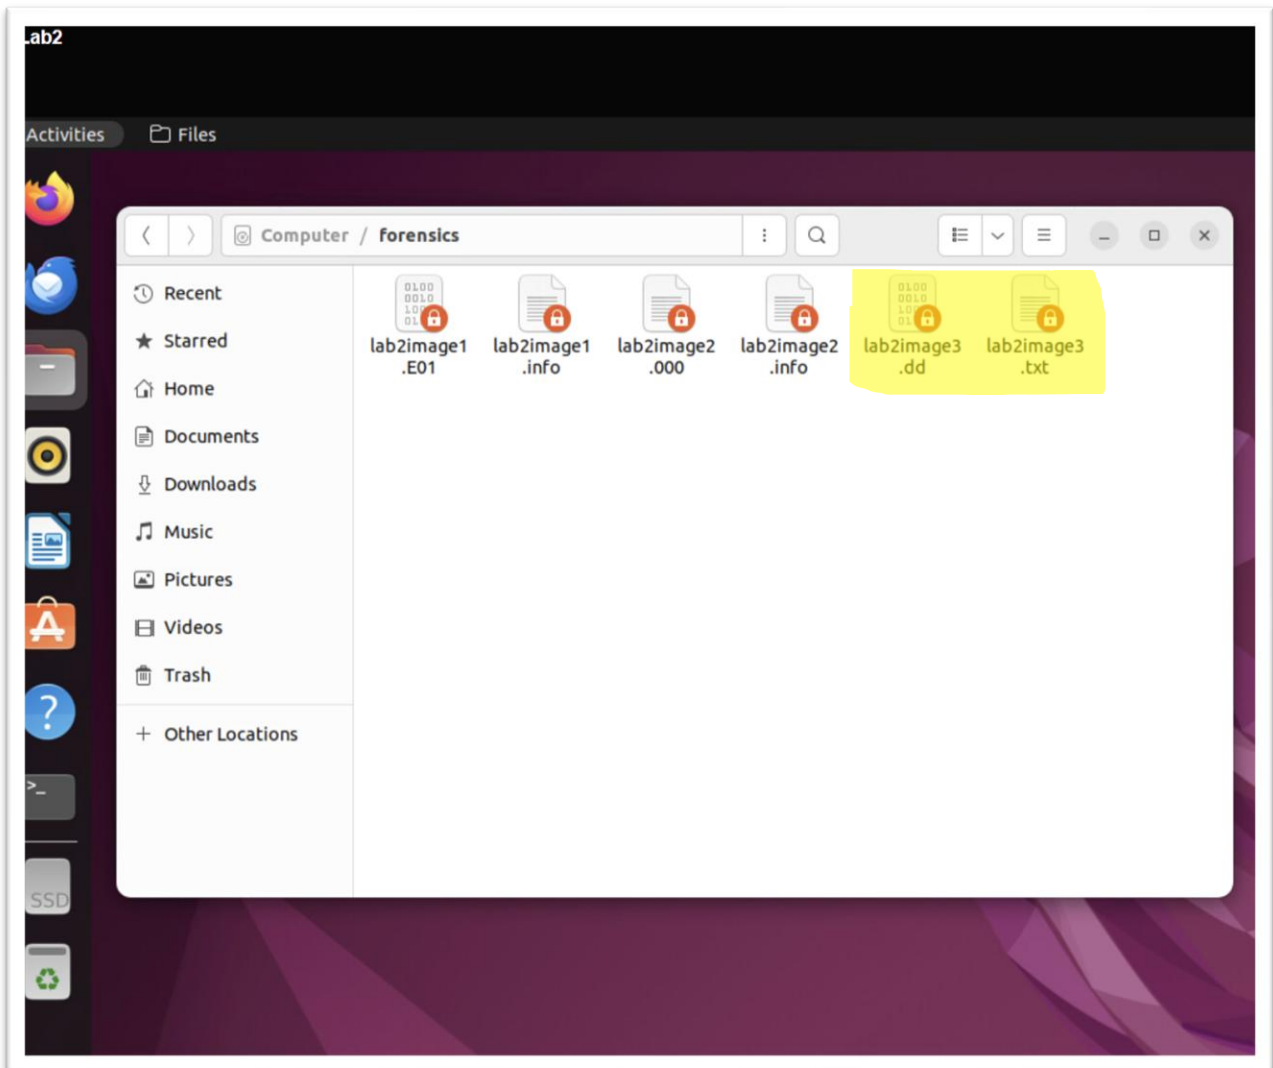 Lab2
Activities Files
Computer / forensics
Recent
Starred
Home
Documents
Downloads
Music
Pictures
Videos
Trash
+ Other Locations
lab2image1
.E01
lab2image1
.info
lab2image2
.000
lab2image2
.info
lab2image3
.dd
lab2image3
.txt
>_
SSD